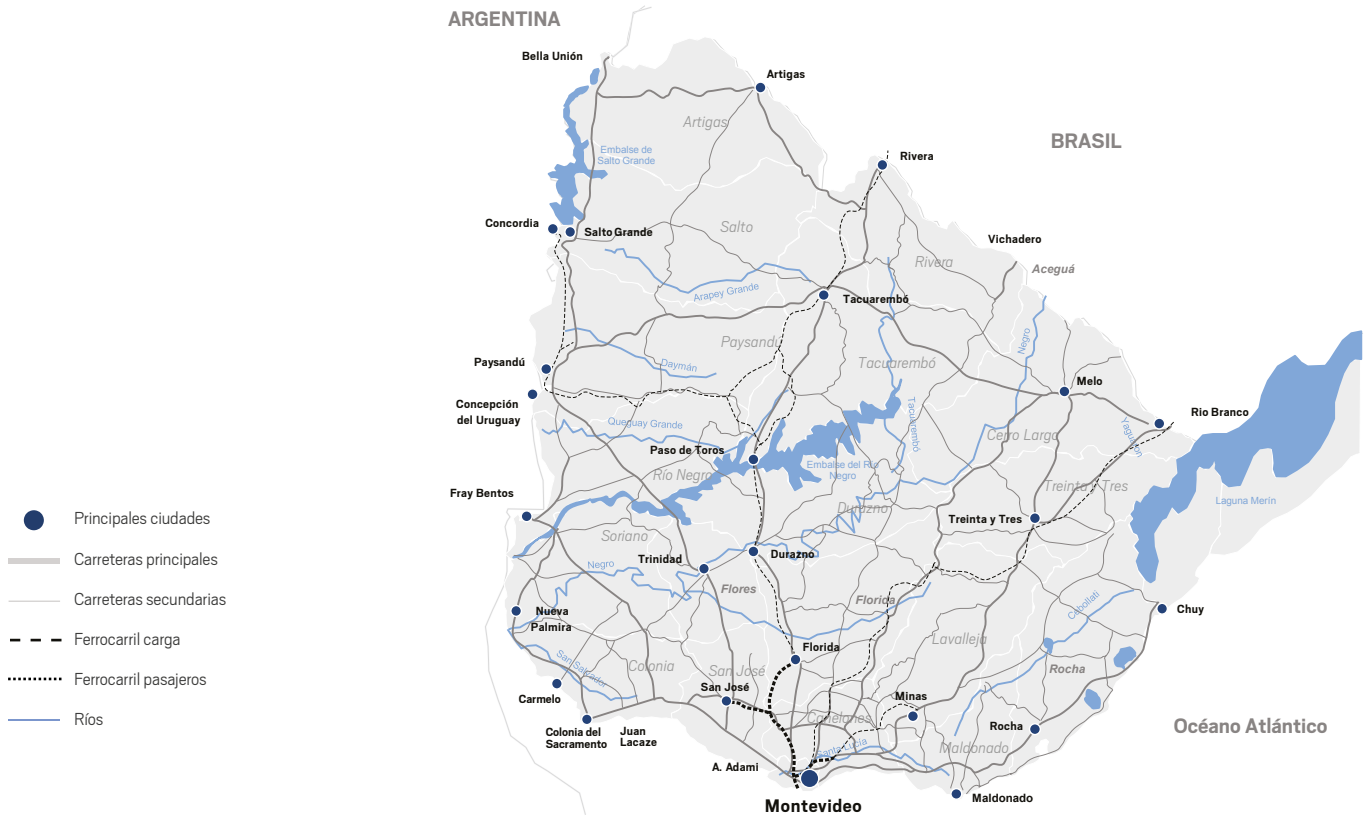 ARGENTINA
Bella Unión
Artigas
Artigas
BRASIL
Embalse de
Salto Grande
Rivera
Concordia
Salto Grande
Salto
Vichadero
Rivera
Aceguá
Arapey Grande
Tacuarembó
Negro
Paysandú
Paysandú
Daymán
Tacuarembó
Melo
Concepción
del Uruguay
Rio Branco
Queguay Grande
Tacuarembó
Yaguarón
Cerro Largo
Paso de Toros
Embalse del Río
Negro
Río Negro
Treinta y Tres
Fray Bentos
Laguna Merín
Durazno
Principales ciudades
Treinta y Tres
Soriano
Trinidad
Durazno
Carreteras principales
Negro
Flores
Florida
Carreteras secundarias
Cebollatí
Nueva
Palmira
Chuy
Ferrocarril carga
Lavalleja
Florida
San Salvador
Colonia
San José
Rocha
Ferrocarril pasajeros
San José
Carmelo
Minas
Ríos
Canelones
Rocha
Océano Atlántico
Colonia del
Sacramento
Juan
Lacaze
Santa Lucía
Maldonado
A. Adami
Montevideo
Maldonado